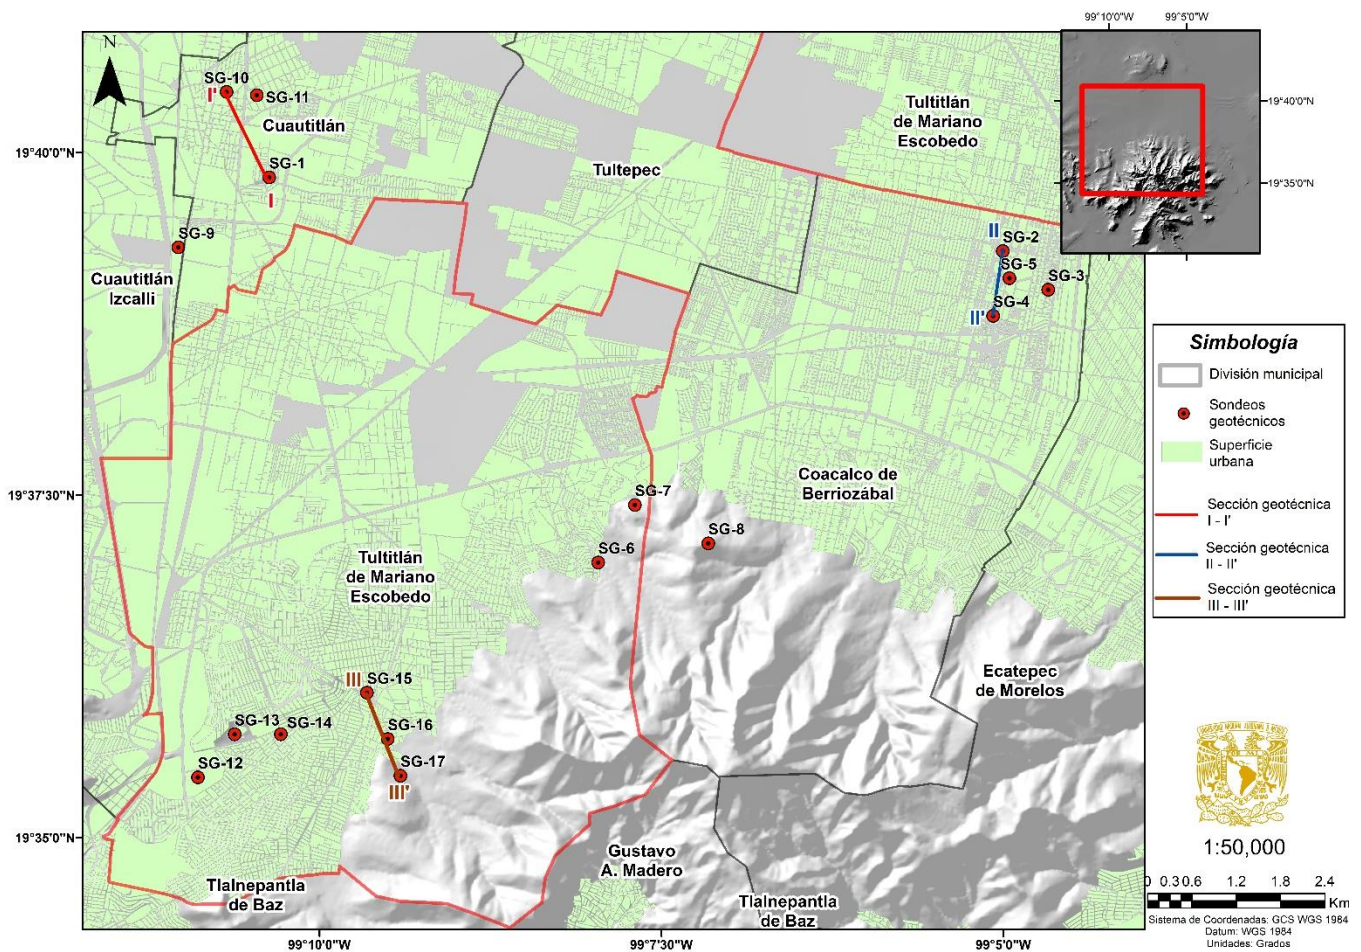 99°10'0"W
99°5'0"W
N
SG-10
I'
SG-11
Cuautitlán
SG-1
I
Tultitlán
de Mariano
Escobedo
19°40'0"N
19°35'0"N
19°40'0"N
Tultepec
SG-9
Cuautitlán
Izcalli
II
SG-2
SG-5
SG-3
SG-4
II'
Simbología
División municipal
Sondeos
geotécnicos
Superficie
urbana
Sección geotécnica
I - I'
Sección geotécnica
II - II'
Sección geotécnica
III - III'
Coacalco de
Berriozábal
19°37'30"N
SG-7
SG-8
SG-6
Tultitlán
de Mariano
Escobedo
Ecatepec
de Morelos
III
SG-15
SG-13
SG-14
SG-16
SG-12
SG-17
III'
19°35'0"N
Gustavo
A. Madero
Tlalnepantla
de Baz
Tlalnepantla
de Baz
99°10'0"W
99°7'30"W
99°5'0"W
1:50,000
0 0.30.6 1.2 1.8 2.4
Km
Sistema de Coordenadas: GCS WGS 1984
Datum: WGS 1984
Unidades: Grados